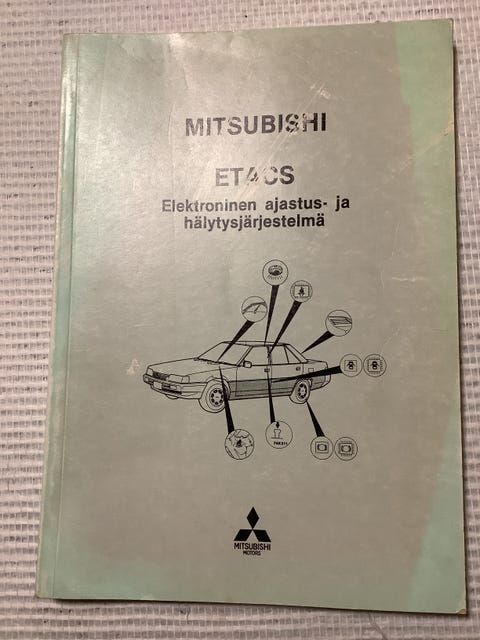 MITSUBISHI
ETACS
Elektroninen ajastus- ja
hälytysjärjestelmä
MITSUBISHI
MOTORS